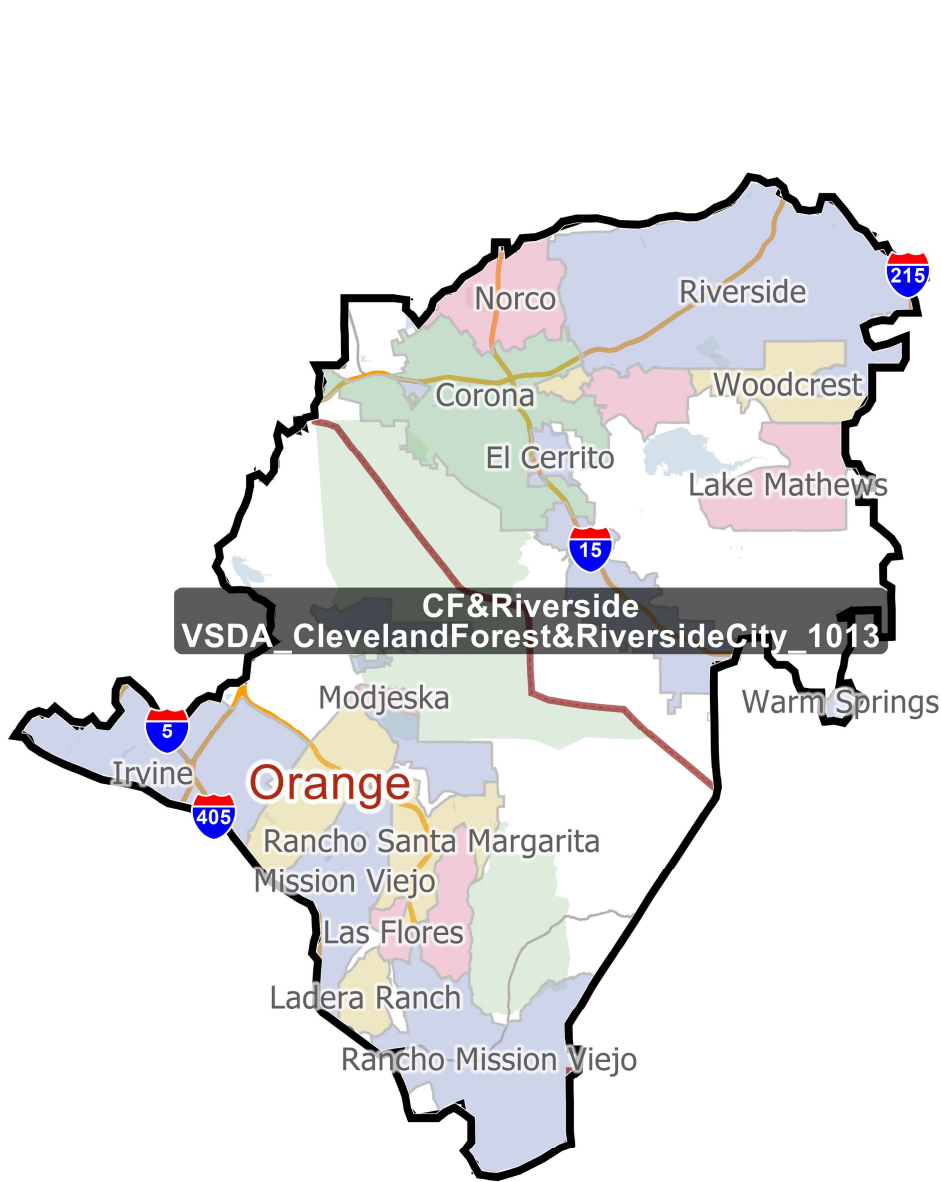 215
Norco
Riverside
Corona
Woodcrest
El Cerrito
Lake Mathews
15
CF&Riverside
VSDA_ClevelandForest&RiversideCity_1013
Modjeska
Warm Springs
5
Irvine
Orange
405
Rancho Santa Margarita
Mission Viejo
Las Flores
Ladera Ranch
Rancho Mission Viejo